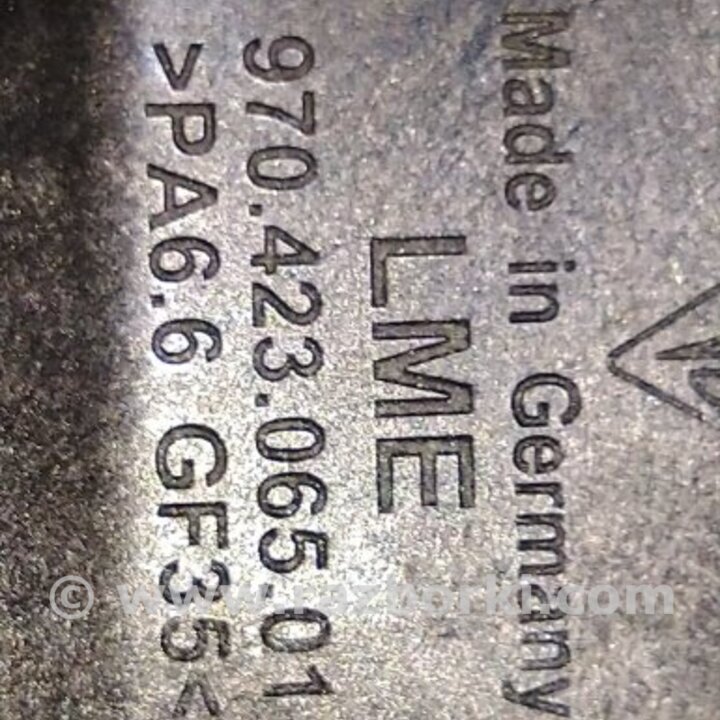 Made in Germany
LME
970.423.065.01
>PA6.6 GF35<
© www.razborki.com